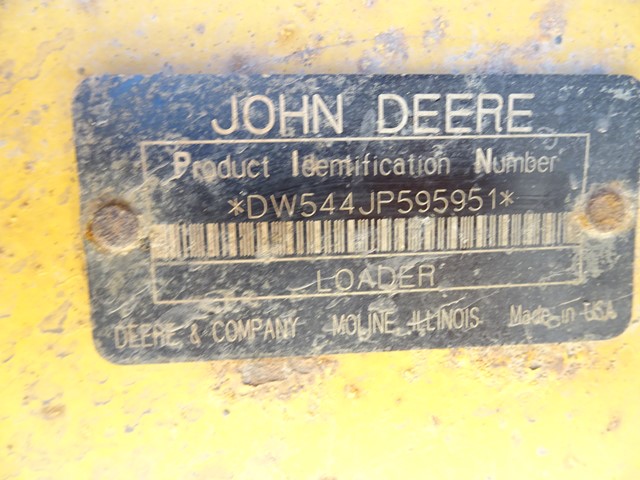 JOHN DEERE
Product Identification Number
*DW544JP595951*
LOADER
DEERE & COMPANY MOLINE, ILLINOIS Made in USA